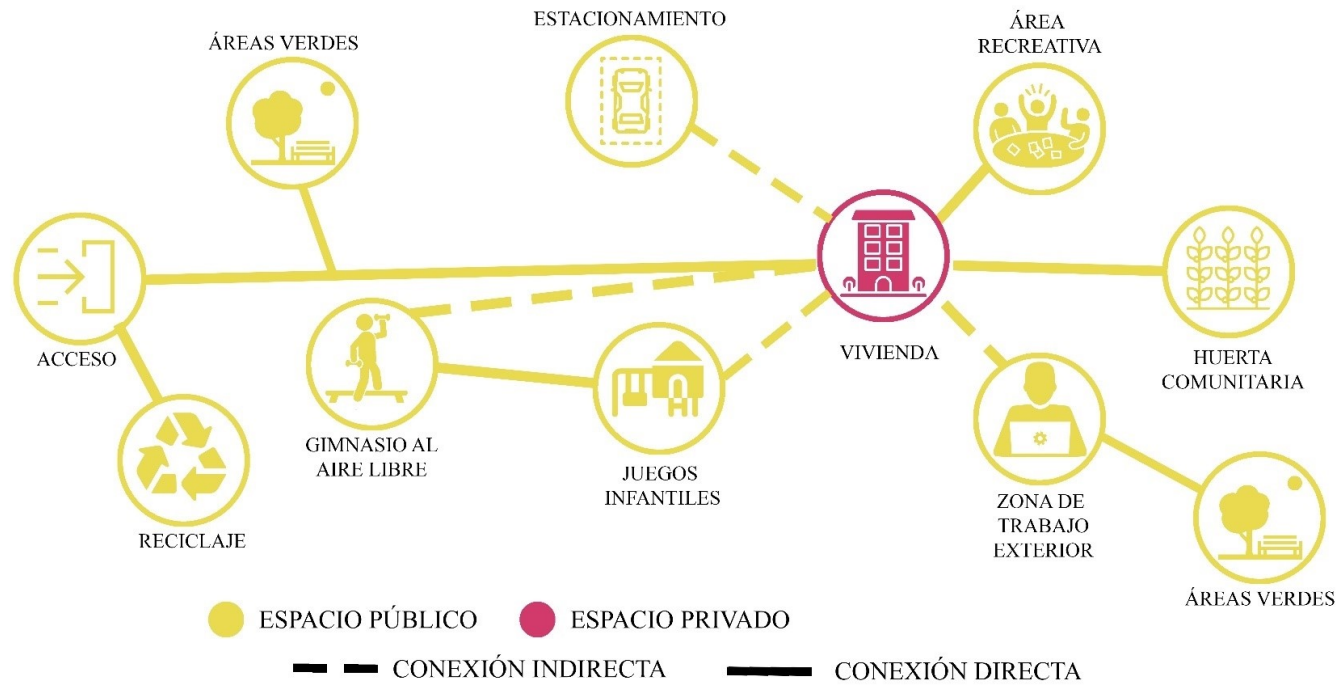 ESTACIONAMIENTO
ÁREA
RECREATIVA
ÁREAS VERDES
ACCESO
VIVIENDA
HUERTA
COMUNITARIA
GIMNASIO AL
AIRE LIBRE
JUEGOS
INFANTILES
ZONA DE
TRABAJO
EXTERIOR
RECICLAJE
ÁREAS VERDES
ESPACIO PÚBLICO
ESPACIO PRIVADO
CONEXIÓN INDIRECTA
CONEXIÓN DIRECTA